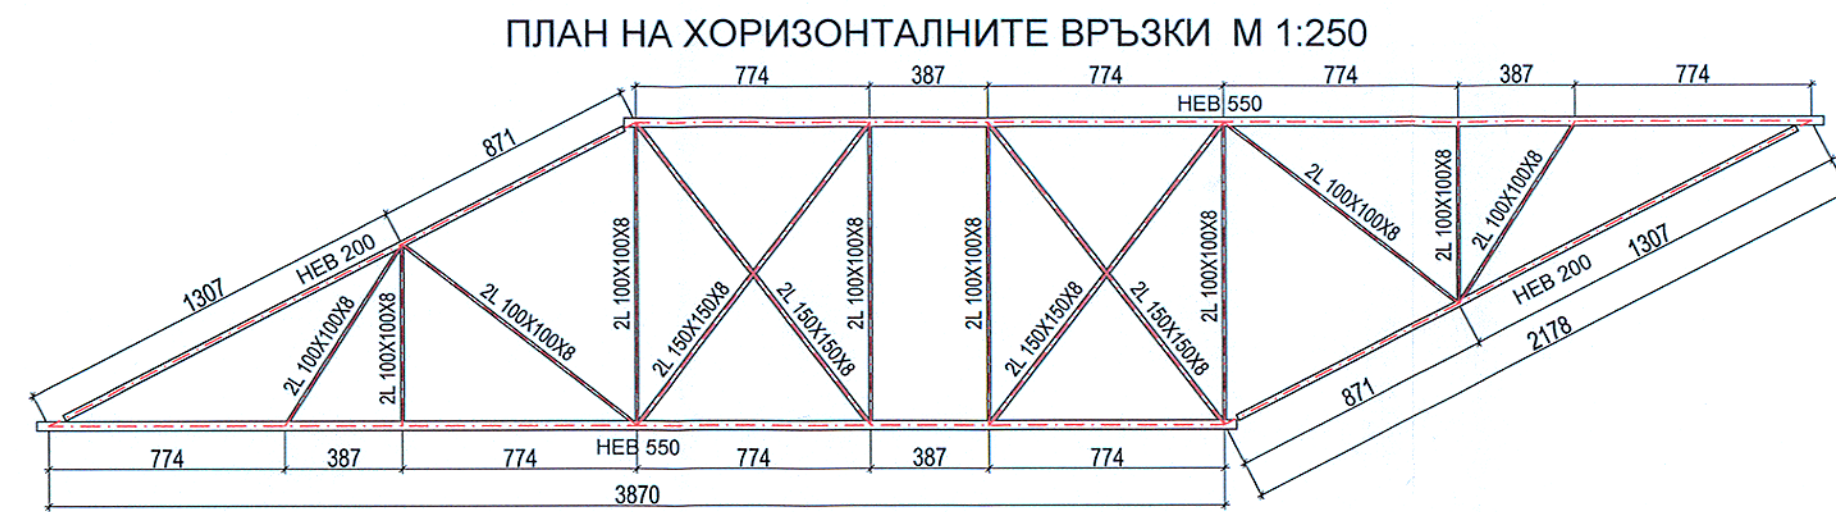 ПЛАН НА ХОРИЗОНТАЛНИТЕ ВРЪЗКИ М 1:250
774 387 774 774 387 774
HEB 550
871
1307
HEB 200
2L 100X100X8
2L 100X100X8
2L 100X100X8
2L 100X100X8
2L 150X150X8
2L 150X150X8
2L 100X100X8
2L 100X100X8
2L 150X150X8
2L 150X150X8
2L 100X100X8
2L 100X100X8
2L 100X100X8
2L 100X100X8
1307
HEB 200
2178
871
HEB 550
774 387 774 774 387 774
3870